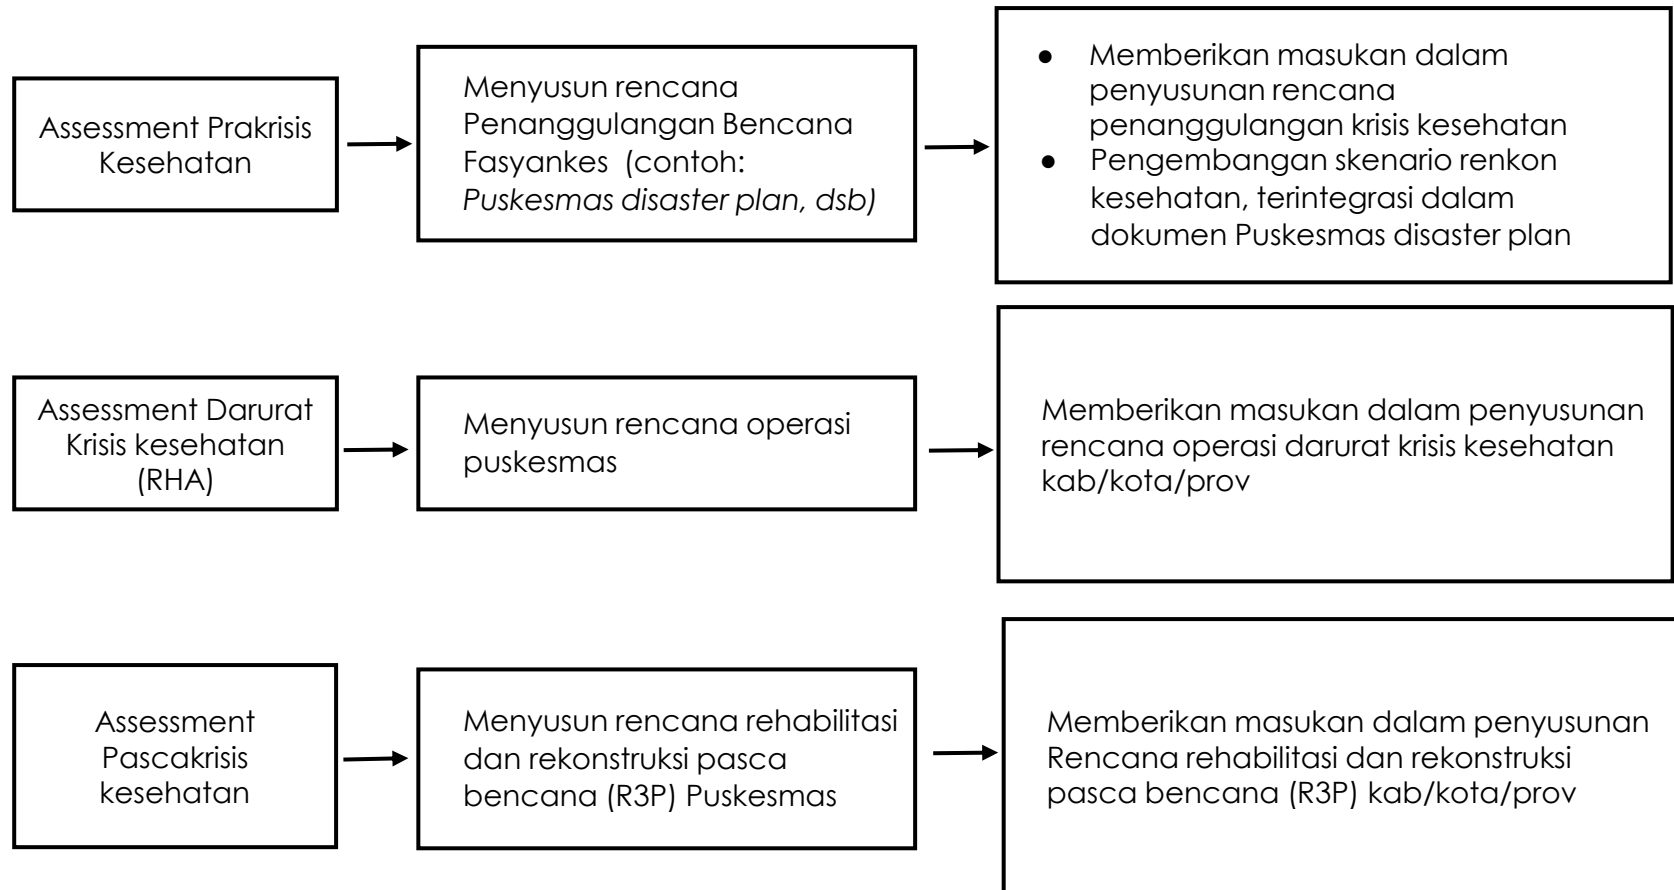 Assessment Prakrisis
Kesehatan
Menyusun rencana
Penanggulangan Bencana
Fasyankes (contoh:
Puskesmas disaster plan, dsb)
● Memberikan masukan dalam
penyusunan rencana
penanggulangan krisis kesehatan
● Pengembangan skenario renkon
kesehatan, terintegrasi dalam
dokumen Puskesmas disaster plan
Assessment Darurat
Krisis kesehatan
(RHA)
Menyusun rencana operasi
puskesmas
Memberikan masukan dalam penyusunan
rencana operasi darurat krisis kesehatan
kab/kota/prov
Assessment
Pascakrisis
kesehatan
Menyusun rencana rehabilitasi
dan rekonstruksi pasca
bencana (R3P) Puskesmas
Memberikan masukan dalam penyusunan
Rencana rehabilitasi dan rekonstruksi
pasca bencana (R3P) kab/kota/prov